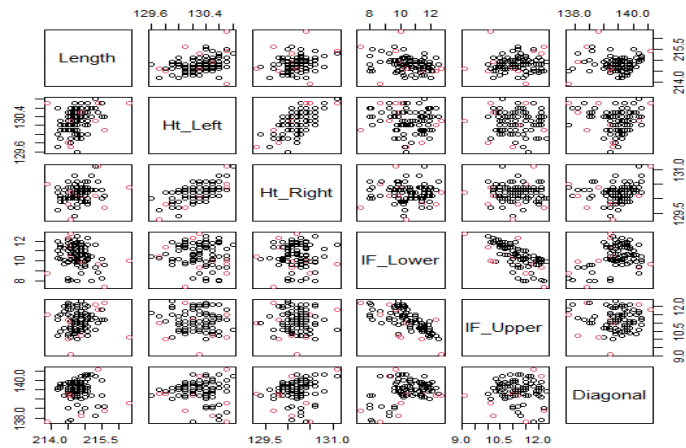 129.6 130.4 8 10 12 138.0 140.0
Length
214.0 215.5
129.6 130.4
Ht_Left
Ht_Right
129.5 131.0
8 10 12
IF_Lower
IF_Upper
9.0 10.5 12.0
138.0 140.0
Diagonal
214.0 215.5 129.5 131.0 9.0 10.5 12.0